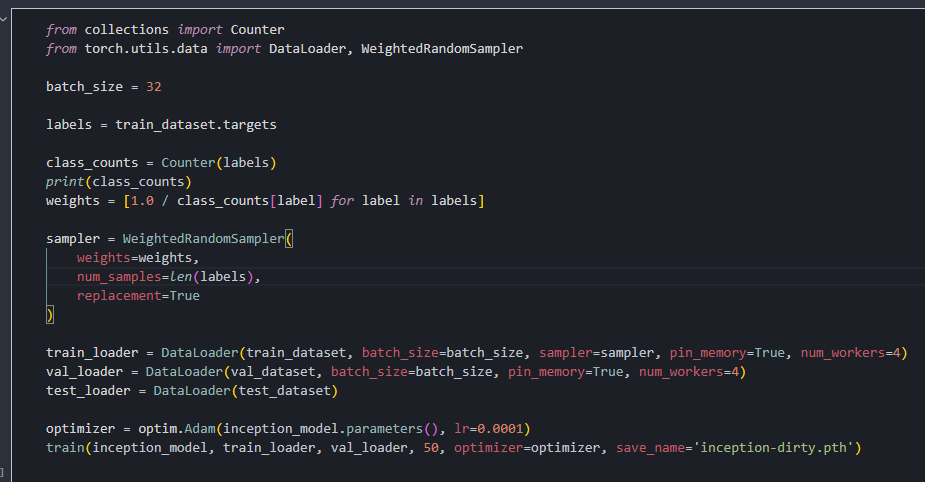 from collections import Counter
from torch.utils.data import DataLoader, WeightedRandomSampler
batch_size = 32
labels = train_dataset.targets
class_counts = Counter(labels)
print(class_counts)
weights = [1.0 / class_counts[label] for label in labels]
sampler = WeightedRandomSampler(
    weights=weights,
    num_samples=len(labels),
    replacement=True
)
train_loader = DataLoader(train_dataset, batch_size=batch_size, sampler=sampler, pin_memory=True, num_workers=4)
val_loader = DataLoader(val_dataset, batch_size=batch_size, pin_memory=True, num_workers=4)
test_loader = DataLoader(test_dataset)
optimizer = optim.Adam(inception_model.parameters(), lr=0.0001)
train(inception_model, train_loader, val_loader, 50, optimizer=optimizer, save_name='inception-dirty.pth')
]